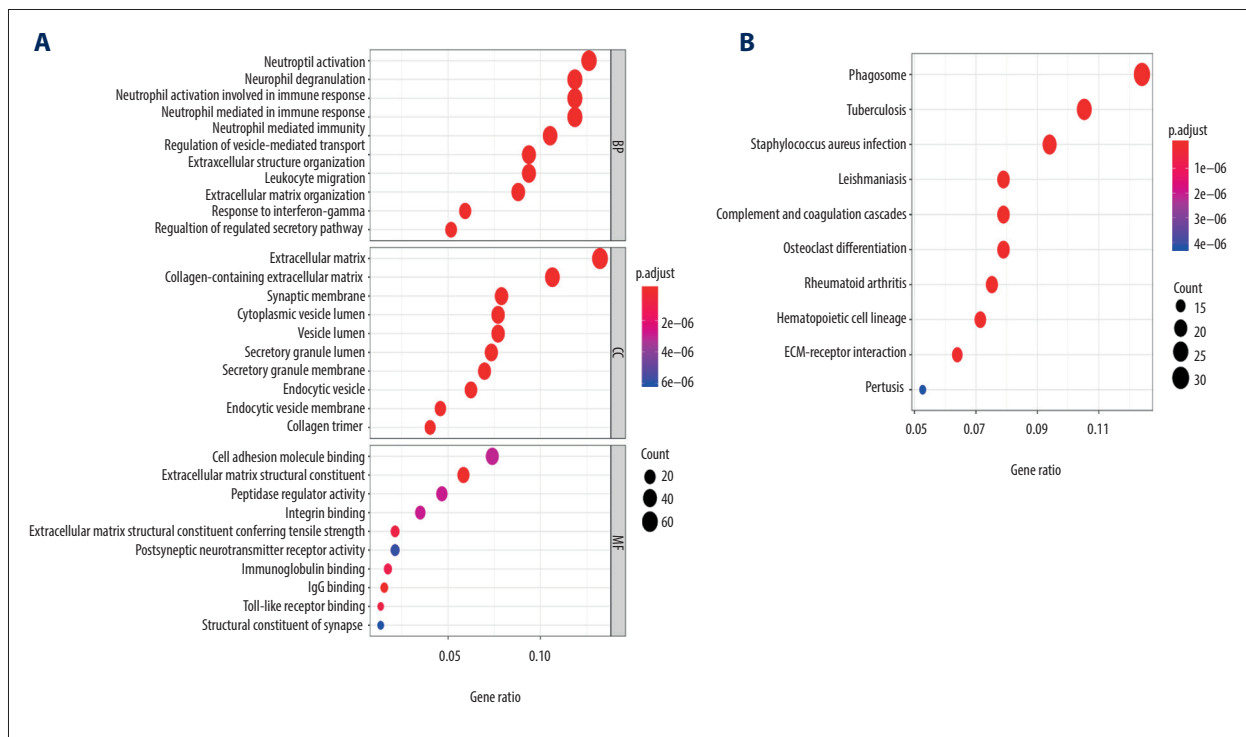 A
Neutroptil activation
Neurophil degranulation
Neutrophil activation involved in immune response
Neutrophil mediated in immune response
Neutrophil mediated immunity
Regulation of vesicle-mediated transport
Extraxcellular structure organization
Leukocyte migration
Extracellular matrix organization
Response to interferon-gamma
Regualtion of regulated secretory pathway
BP
Extracellular matrix
Collagen-containing extracellular matrix
Synaptic membrane
Cytoplasmic vesicle lumen
Vesicle lumen
Secretory granule lumen
Secretory granule membrane
Endocytic vesicle
Endocytic vesicle membrane
Collagen trimer
CC
Cell adhesion molecule binding
Extracellular matrix structural constituent
Peptidase regulator activity
Integrin binding
Extracellular matrix structural constituent conferring tensile strength
Postseneptic neurotransmitter receptor activity
Immunoglobulin binding
IgG binding
Toll-like receptor binding
Structural constituent of synapse
MF
0.05 0.10
Gene ratio
p.adjust
2e-06
4e-06
6e-06
Count
20
40
60
B
Phagosome
Tuberculosis
Staphylococcus aureus infection
Leishmaniasis
Complement and coagulation cascades
Osteoclast differentiation
Rheumatoid arthritis
Hematopoietic cell lineage
ECM-receptor interaction
Pertusis
0.05 0.07 0.09 0.11
Gene ratio
p.adjust
1e-06
2e-06
3e-06
4e-06
Count
15
20
25
30